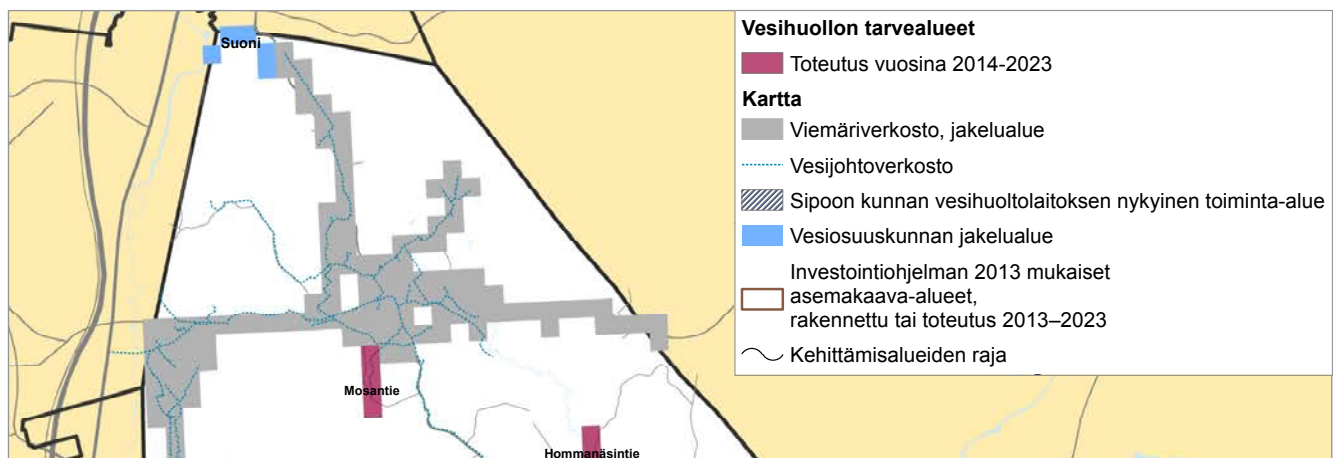 Suoni
Mosantie
Hommanäsintie
Vesihuollon tarvealueet
Toteutus vuosina 2014-2023
Kartta
Viemäriverkosto, jakelualue
Vesijohtoverkosto
Sipoon kunnan vesihuoltolaitoksen nykyinen toiminta-alue
Vesiosuuskunnan jakelualue
Investointiohjelman 2013 mukaiset
asemakaava-alueet,
rakennettu tai toteutus 2013–2023
Kehittämisalueiden raja